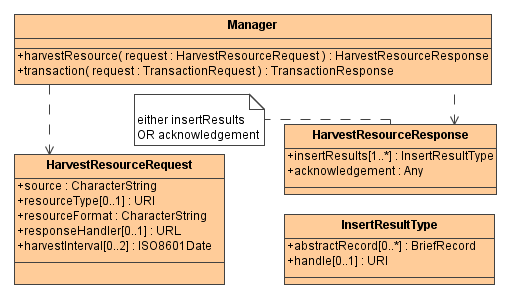 Manager
+harvestResource( request : HarvestResourceRequest ) : HarvestResourceResponse
+transaction( request : TransactionRequest ) : TransactionResponse
either insertResults
OR acknowledgement
HarvestResourceResponse
+insertResults[1..*] : InsertResultType
+acknowledgement : Any
HarvestResourceRequest
+source : CharacterString
+resourceType[0..1] : URI
+resourceFormat : CharacterString
+responseHandler[0..1] : URL
+harvestInterval[0..2] : ISO8601Date
InsertResultType
+abstractRecord[0..*] : BriefRecord
+handle[0..1] : URI